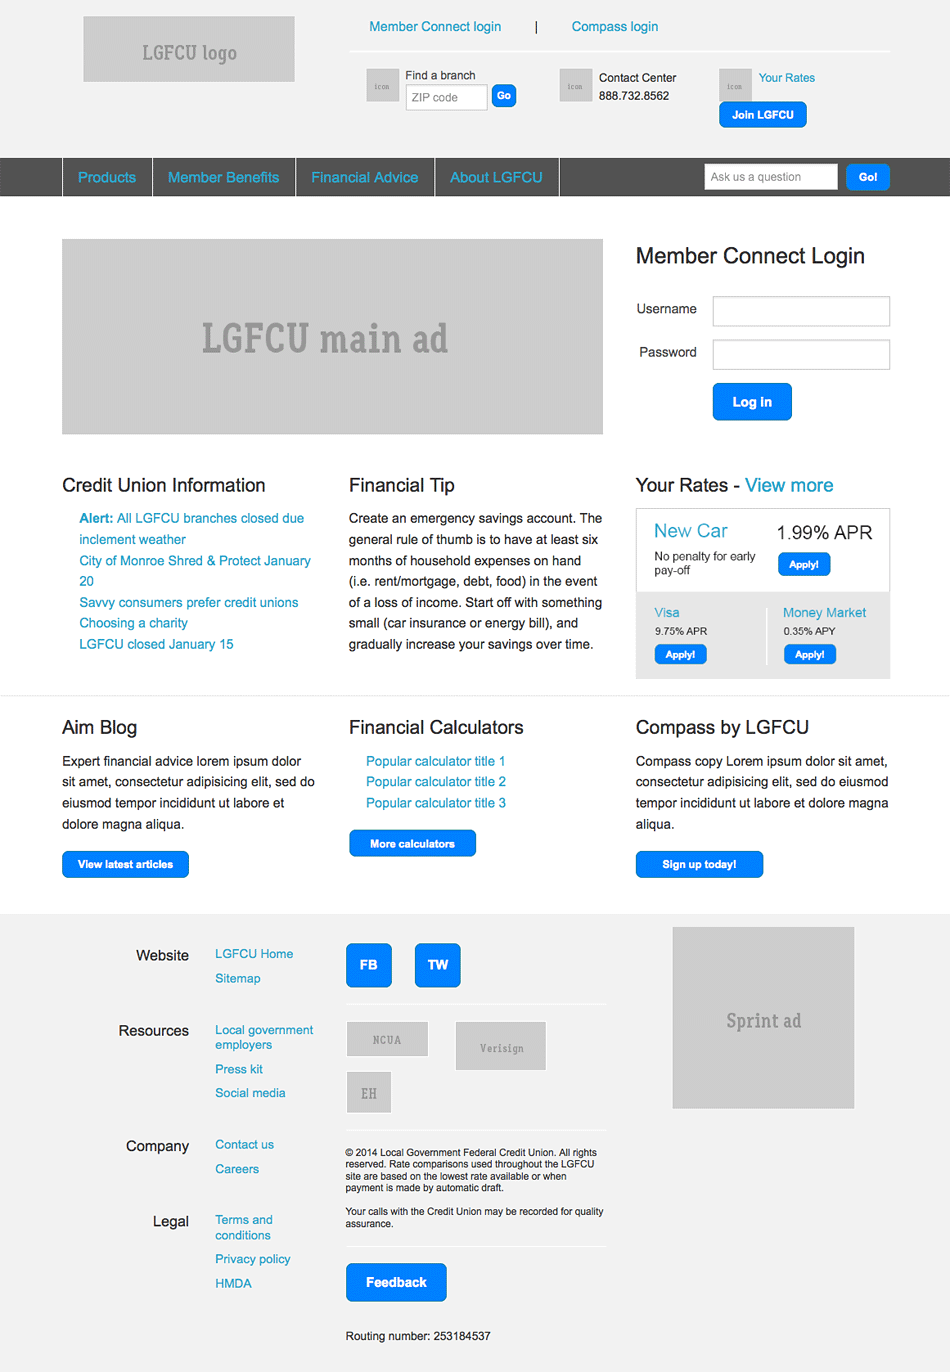 LGFCU logo
Member Connect login | Compass login
icon
Find a branch
ZIP code
Go
icon
Contact Center
888.732.8562
icon
Your Rates
Join LGFCU
Products
Member Benefits
Financial Advice
About LGFCU
Ask us a question
Go!
LGFCU main ad
Member Connect Login
Username
Password
Log in
Credit Union Information
Alert: All LGFCU branches closed due
inclement weather
City of Monroe Shred & Protect January
20
Savvy consumers prefer credit unions
Choosing a charity
LGFCU closed January 15
Financial Tip
Create an emergency savings account. The
general rule of thumb is to have at least six
months of household expenses on hand
(i.e. rent/mortgage, debt, food) in the event
of a loss of income. Start off with something
small (car insurance or energy bill), and
gradually increase your savings over time.
Your Rates - View more
New Car
No penalty for early
pay-off
1.99% APR
Apply!
Visa
9.75% APR
Apply!
Money Market
0.35% APY
Apply!
Aim Blog
Expert financial advice lorem ipsum dolor
sit amet, consectetur adipisicing elit, sed do
eiusmod tempor incididunt ut labore et
dolore magna aliqua.
View latest articles
Financial Calculators
Popular calculator title 1
Popular calculator title 2
Popular calculator title 3
More calculators
Compass by LGFCU
Compass copy Lorem ipsum dolor sit amet,
consectetur adipisicing elit, sed do eiusmod
tempor incididunt ut labore et dolore magna
aliqua.
Sign up today!
Website
LGFCU Home
Sitemap
Resources
Local government
employers
Press kit
Social media
Company
Contact us
Careers
Legal
Terms and
conditions
Privacy policy
HMDA
FB
TW
NCUA
Verisign
EH
© 2014 Local Government Federal Credit Union. All rights
reserved. Rate comparisons used throughout the LGFCU
site are based on the lowest rate available or when
payment is made by automatic draft.
Your calls with the Credit Union may be recorded for quality
assurance.
Feedback
Routing number: 253184537
Sprint ad